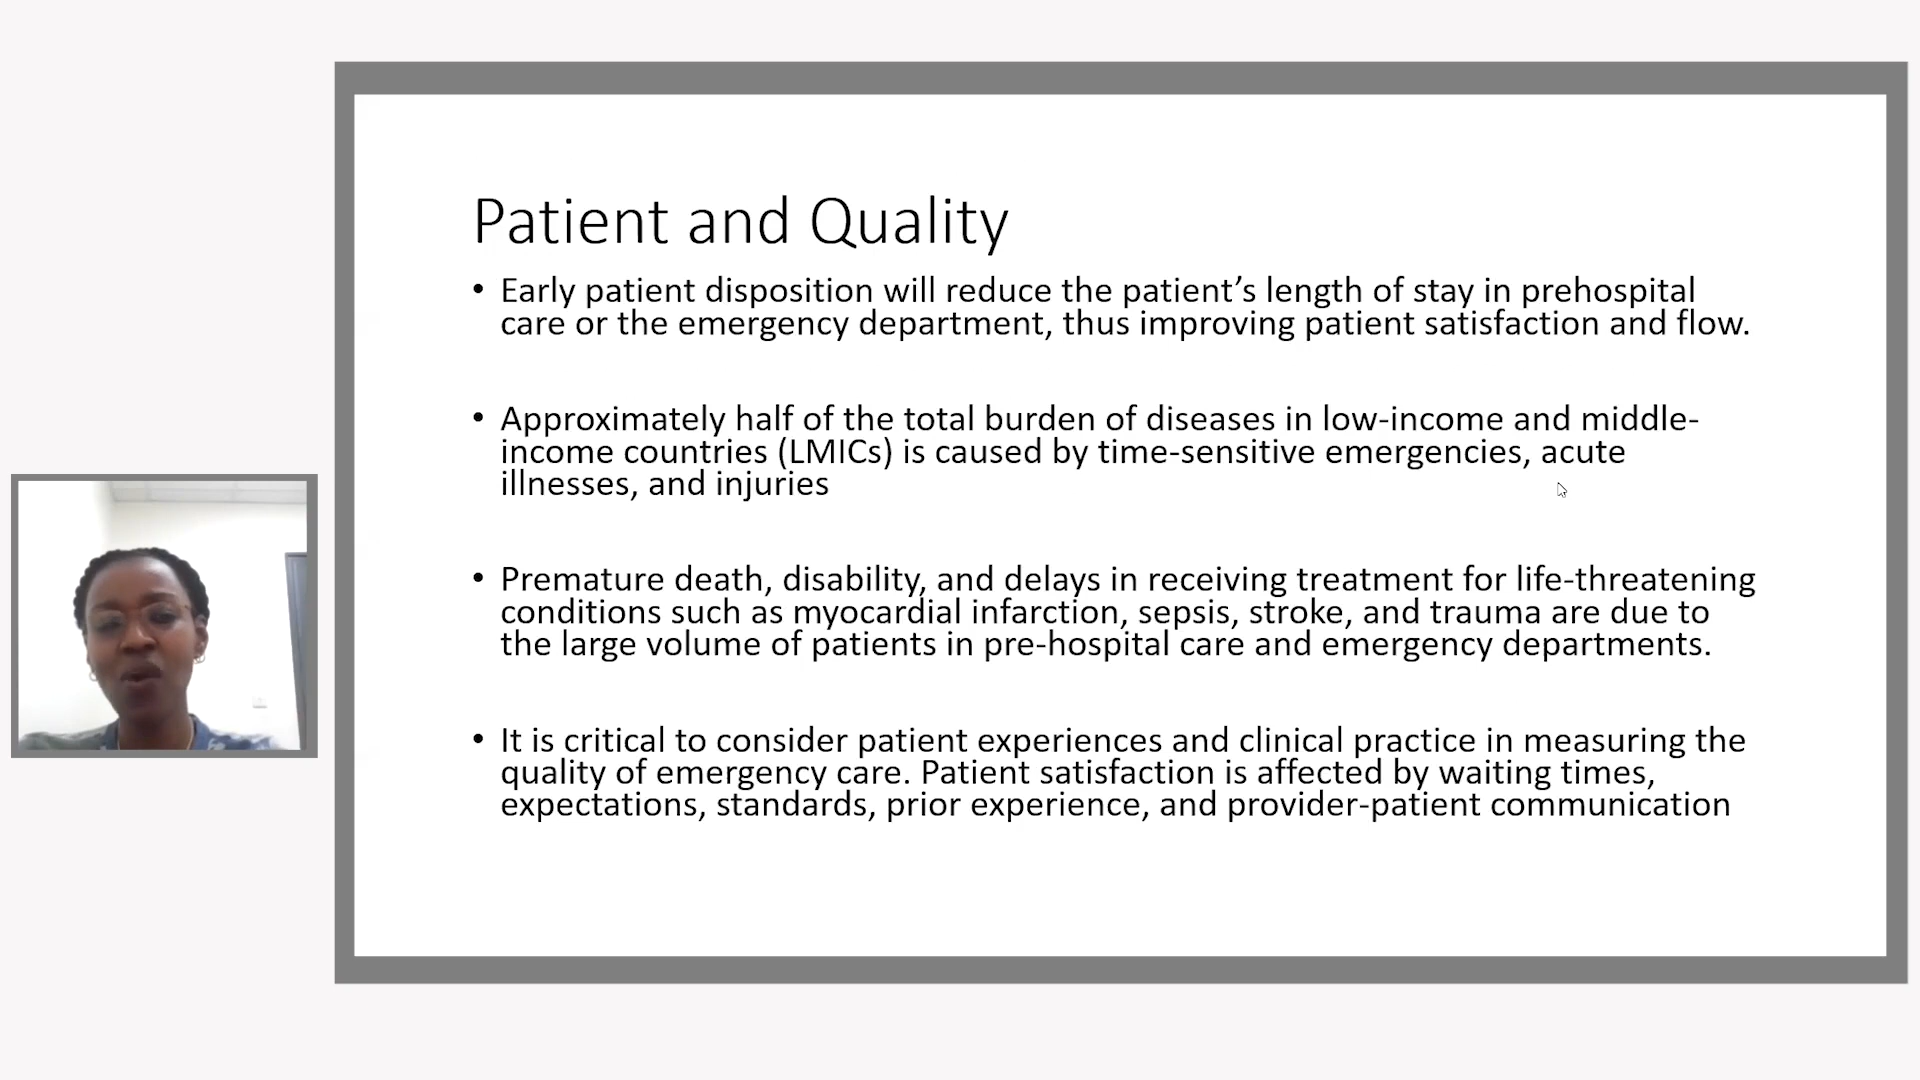 Patient and Quality
• Early patient disposition will reduce the patient’s length of stay in prehospital
care or the emergency department, thus improving patient satisfaction and flow.
• Approximately half of the total burden of diseases in low-income and middle-
income countries (LMICs) is caused by time-sensitive emergencies, acute
illnesses, and injuries
• Premature death, disability, and delays in receiving treatment for life-threatening
conditions such as myocardial infarction, sepsis, stroke, and trauma are due to
the large volume of patients in pre-hospital care and emergency departments.
• It is critical to consider patient experiences and clinical practice in measuring the
quality of emergency care. Patient satisfaction is affected by waiting times,
expectations, standards, prior experience, and provider-patient communication